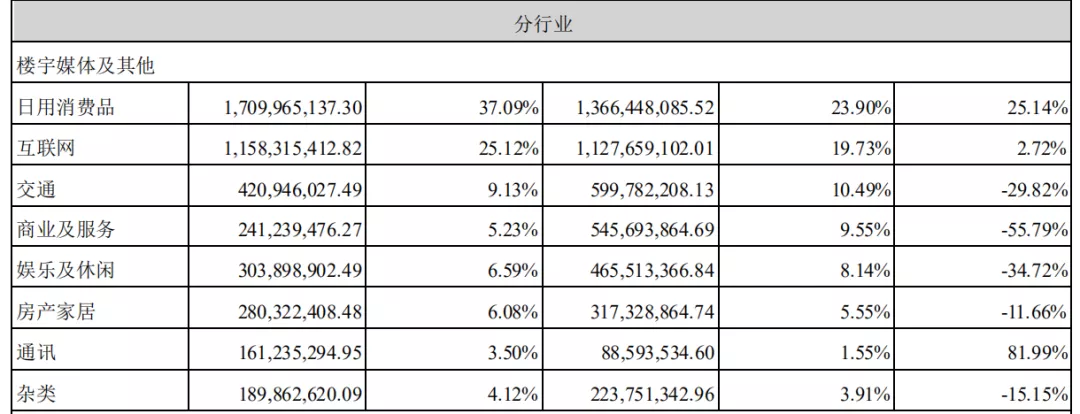 分行业
楼宇媒体及其他
日用消费品 1,709,965,137.30 37.09% 1,366,448,085.52 23.90% 25.14%
互联网 1,158,315,412.82 25.12% 1,127,659,102.01 19.73% 2.72%
交通 420,946,027.49 9.13% 599,782,208.13 10.49% -29.82%
商业及服务 241,239,476.27 5.23% 545,693,864.69 9.55% -55.79%
娱乐及休闲 303,898,902.49 6.59% 465,513,366.84 8.14% -34.72%
房产家居 280,322,408.48 6.08% 317,328,864.74 5.55% -11.66%
通讯 161,235,294.95 3.50% 88,593,534.60 1.55% 81.99%
杂类 189,862,620.09 4.12% 223,751,342.96 3.91% -15.15%